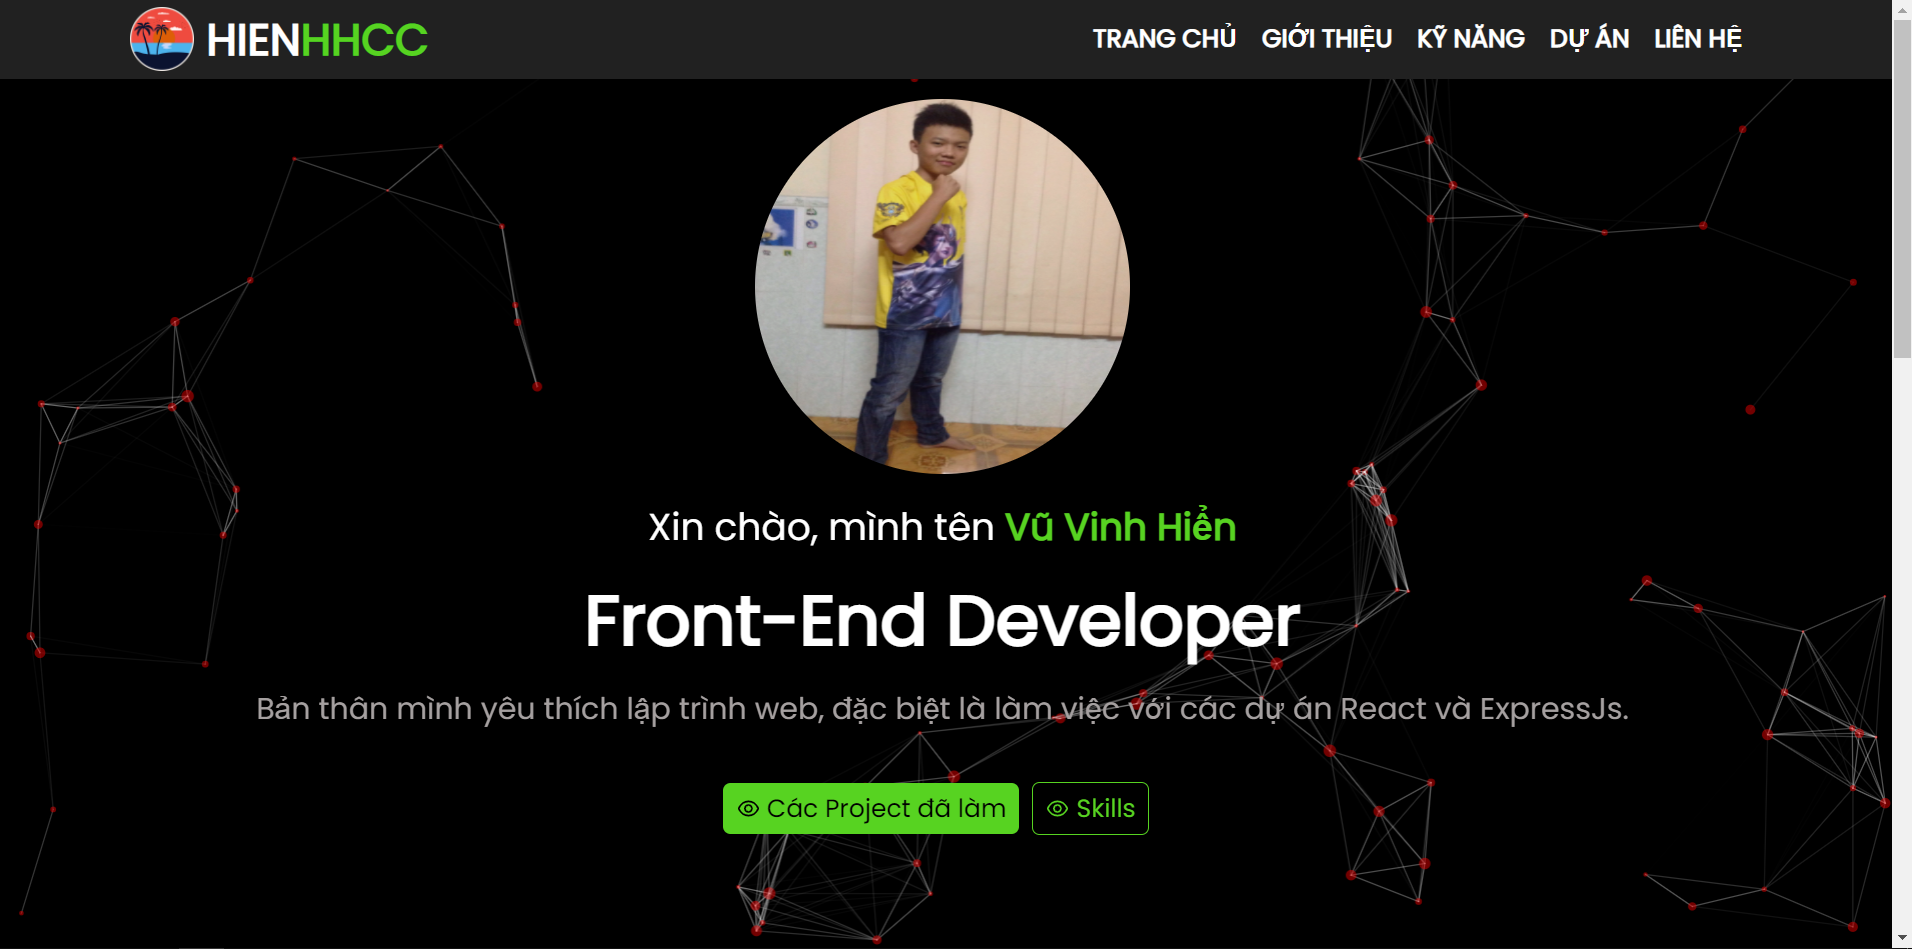 HIENHHCC
TRANG CHỦ GIỚI THIỆU KỸ NĂNG DỰ ÁN LIÊN HỆ
Xin chào, mình tên Vũ Vinh Hiển
Front-End Developer
Bản thân mình yêu thích lập trình web, đặc biệt là làm việc với các dự án React và ExpressJs.
Các Project đã làm
Skills